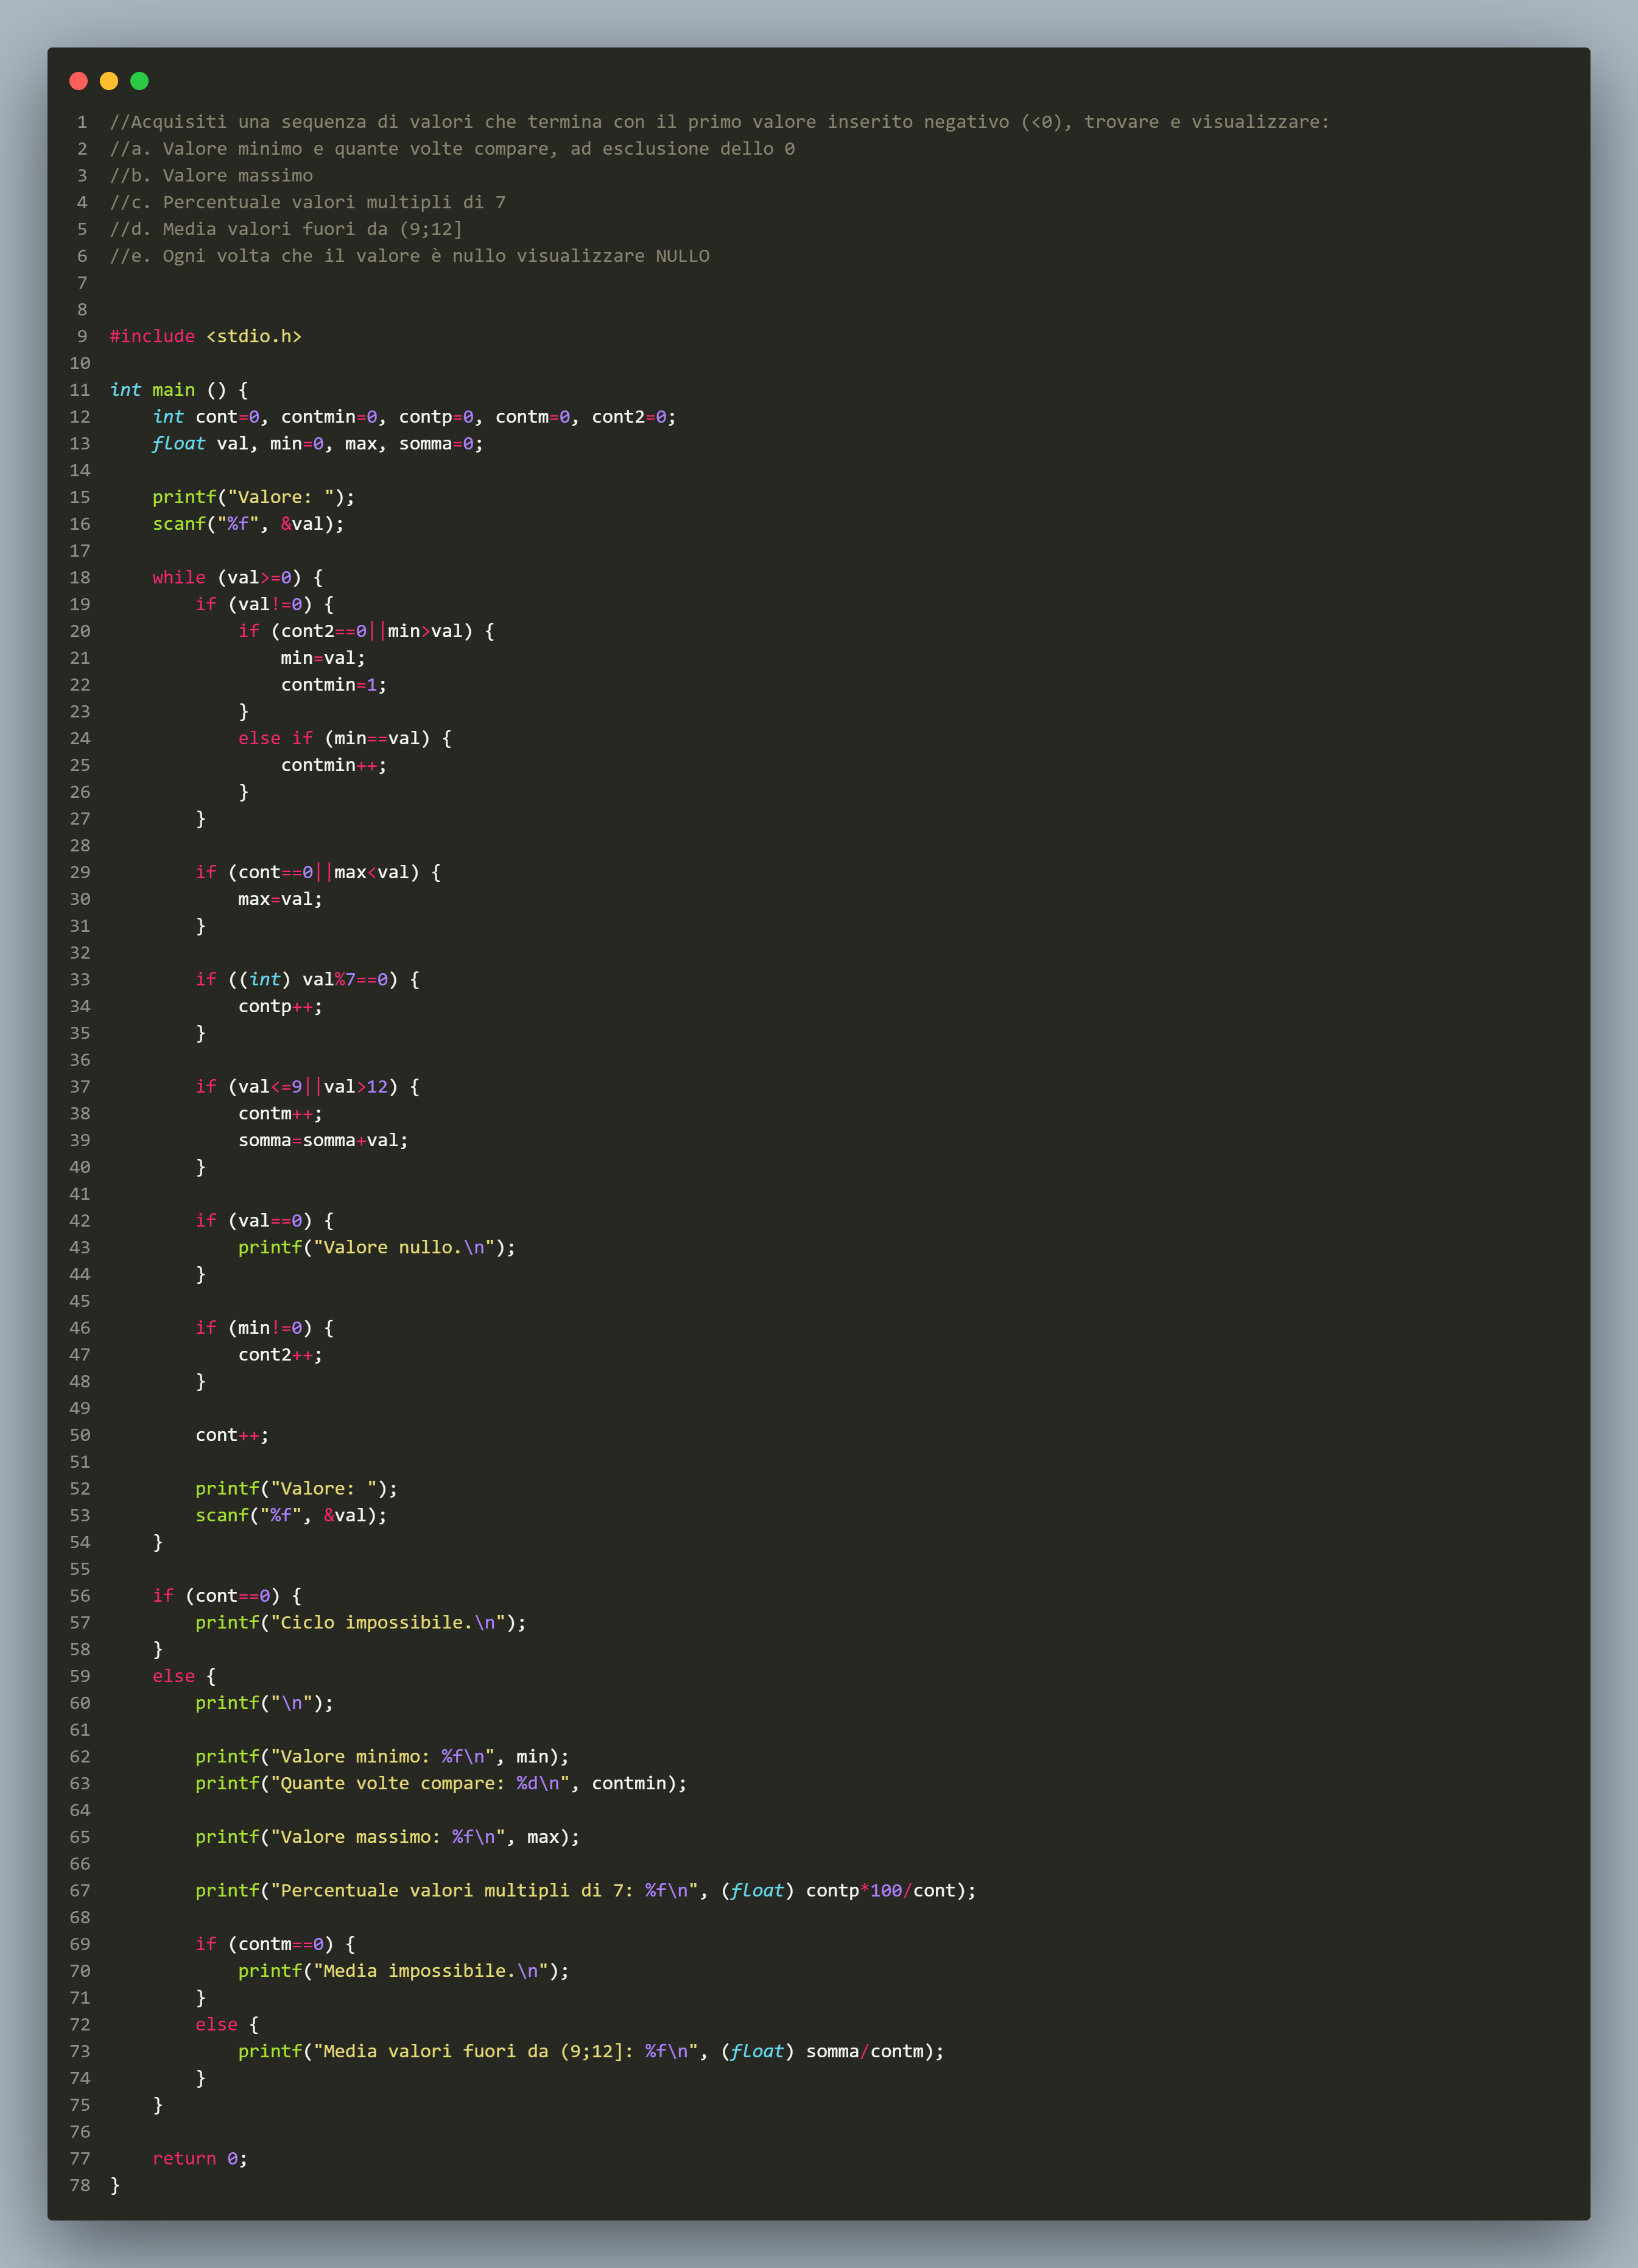 1 //Acquisiti una sequenza di valori che termina con il primo valore inserito negativo (<0), trovare e visualizzare:
2 //a. Valore minimo e quante volte compare, ad esclusione dello 0
3 //b. Valore massimo
4 //c. Percentuale valori multipli di 7
5 //d. Media valori fuori da (9;12]
6 //e. Ogni volta che il valore è nullo visualizzare NULLO
7
8
9 #include <stdio.h>
10
11 int main () {
12     int cont=0, contmin=0, contp=0, contm=0, cont2=0;
13     float val, min=0, max, somma=0;
14
15     printf("Valore: ");
16     scanf("%f", &val);
17
18     while (val>=0) {
19         if (val!=0) {
20             if (cont2==0||min>val) {
21                 min=val;
22                 contmin=1;
23             }
24             else if (min==val) {
25                 contmin++;
26             }
27         }
28
29         if (cont==0||max<val) {
30             max=val;
31         }
32
33         if ((int) val%7==0) {
34             contp++;
35         }
36
37         if (val<=9||val>12) {
38             contm++;
39             somma=somma+val;
40         }
41
42         if (val==0) {
43             printf("Valore nullo.\n");
44         }
45
46         if (min!=0) {
47             cont2++;
48         }
49
50         cont++;
51
52         printf("Valore: ");
53         scanf("%f", &val);
54     }
55
56     if (cont==0) {
57         printf("Ciclo impossibile.\n");
58     }
59     else {
60         printf("\n");
61
62         printf("Valore minimo: %f\n", min);
63         printf("Quante volte compare: %d\n", contmin);
64
65         printf("Valore massimo: %f\n", max);
66
67         printf("Percentuale valori multipli di 7: %f\n", (float) contp*100/cont);
68
69         if (contm==0) {
70             printf("Media impossibile.\n");
71         }
72         else {
73             printf("Media valori fuori da (9;12]: %f\n", (float) somma/contm);
74         }
75     }
76
77     return 0;
78 }